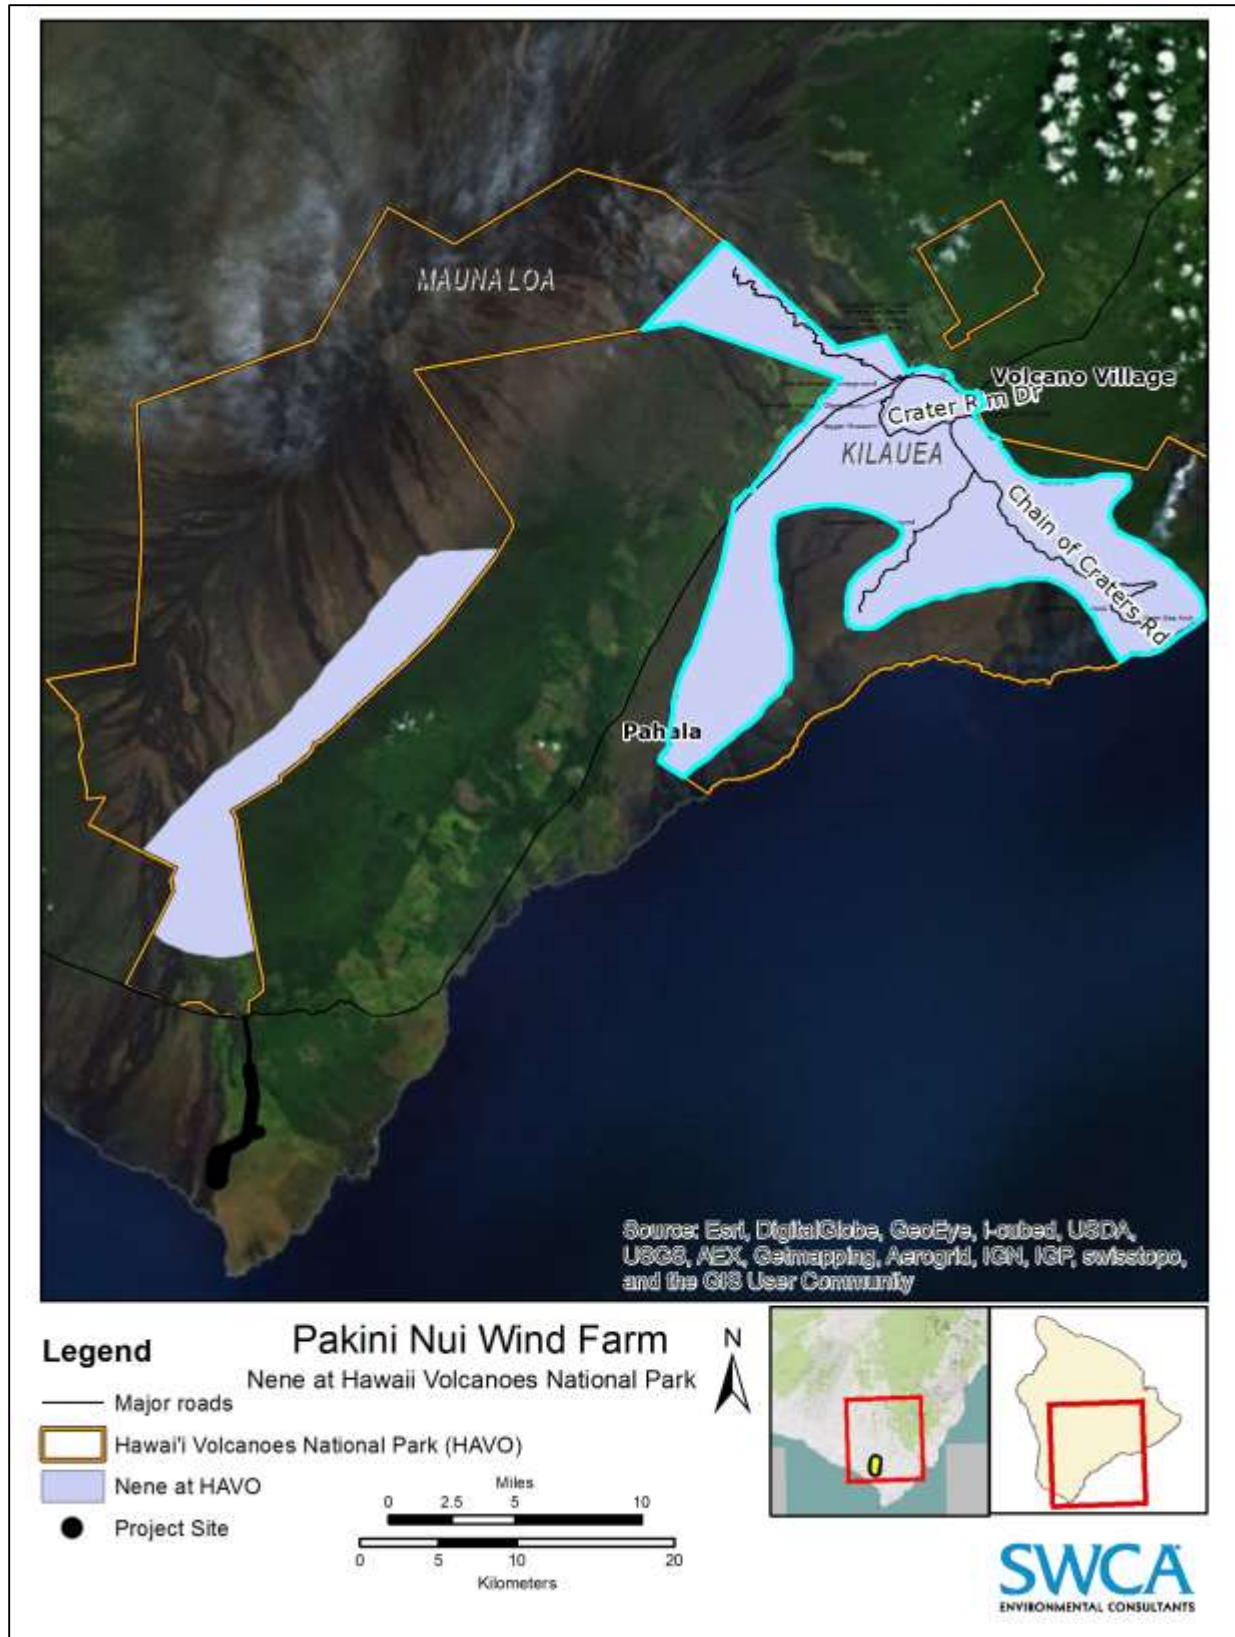 MAUNA LOA
Volcano Village
Crater Rim Dr
KILAUEA
Chain of Craters Rd
Pahala
Source: Esri, DigitalGlobe, GeoEye, i-cubed, USDA,
USGS, AEX, Getmapping, Aerogrid, IGN, IGP, swisstopo,
and the GIS User Community
Legend
Major roads
Hawai'i Volcanoes National Park (HAVO)
Nene at HAVO
Project Site
Pakini Nui Wind Farm
Nene at Hawaii Volcanoes National Park
N
Miles
0 2.5 5 10
0 5 10 20
Kilometers
SWCA
ENVIRONMENTAL CONSULTANTS